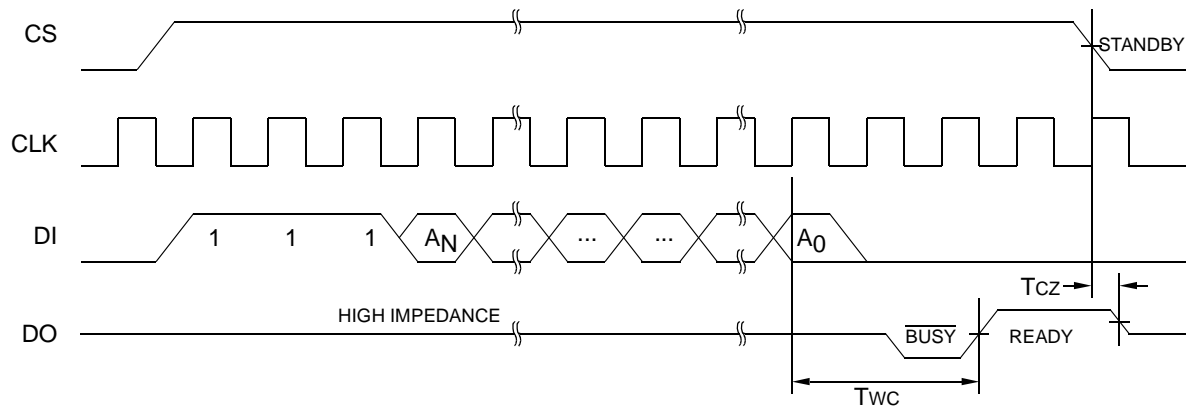 CS
STANDBY
CLK
DI
1 1 1 AN ... ... A0
TCZ
HIGH IMPEDANCE
DO
BUSY
READY
TWC